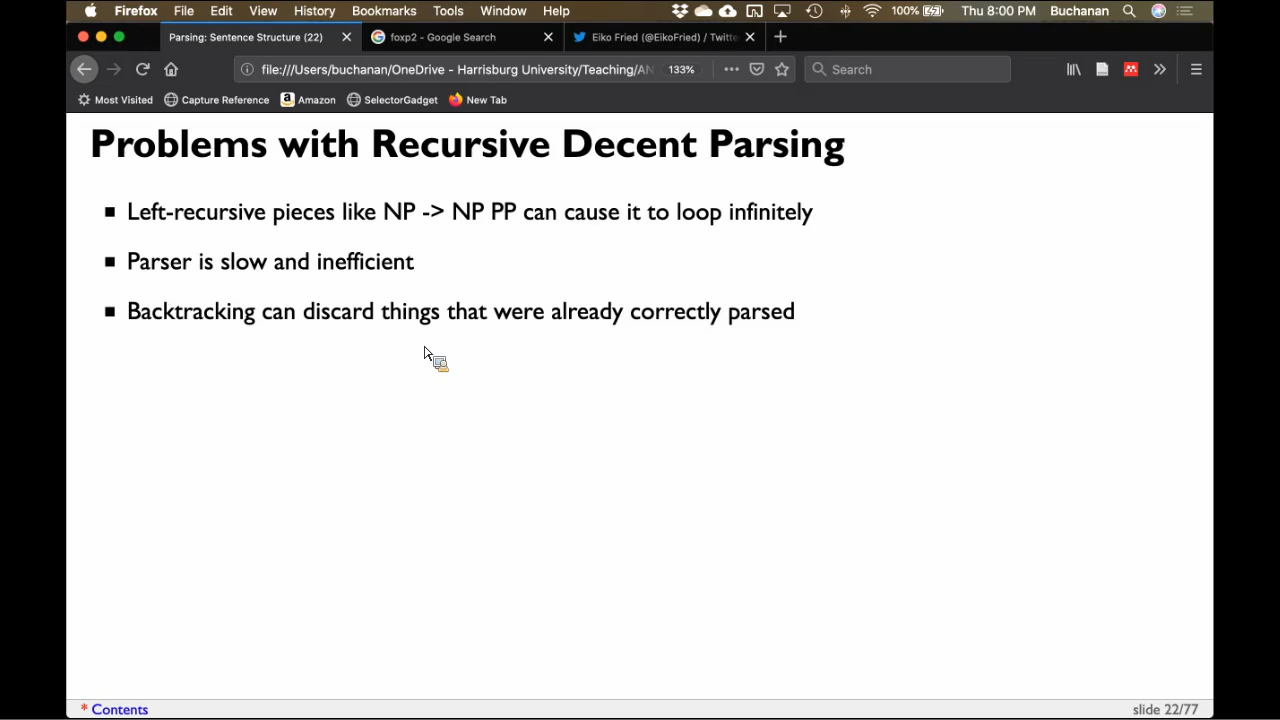 Firefox File Edit View History Bookmarks Tools Window Help 100% Thu 8:00 PM Buchanan
Parsing: Sentence Structure (22) foxp2 - Google Search Eiko Fried (@EikoFried) / Twitte
file:///Users/buchanan/OneDrive - Harrisburg University/Teaching/AN 133% Search
Most Visited Capture Reference Amazon SelectorGadget New Tab
Problems with Recursive Decent Parsing
■ Left-recursive pieces like NP -> NP PP can cause it to loop infinitely
■ Parser is slow and inefficient
■ Backtracking can discard things that were already correctly parsed
* Contents slide 22/77